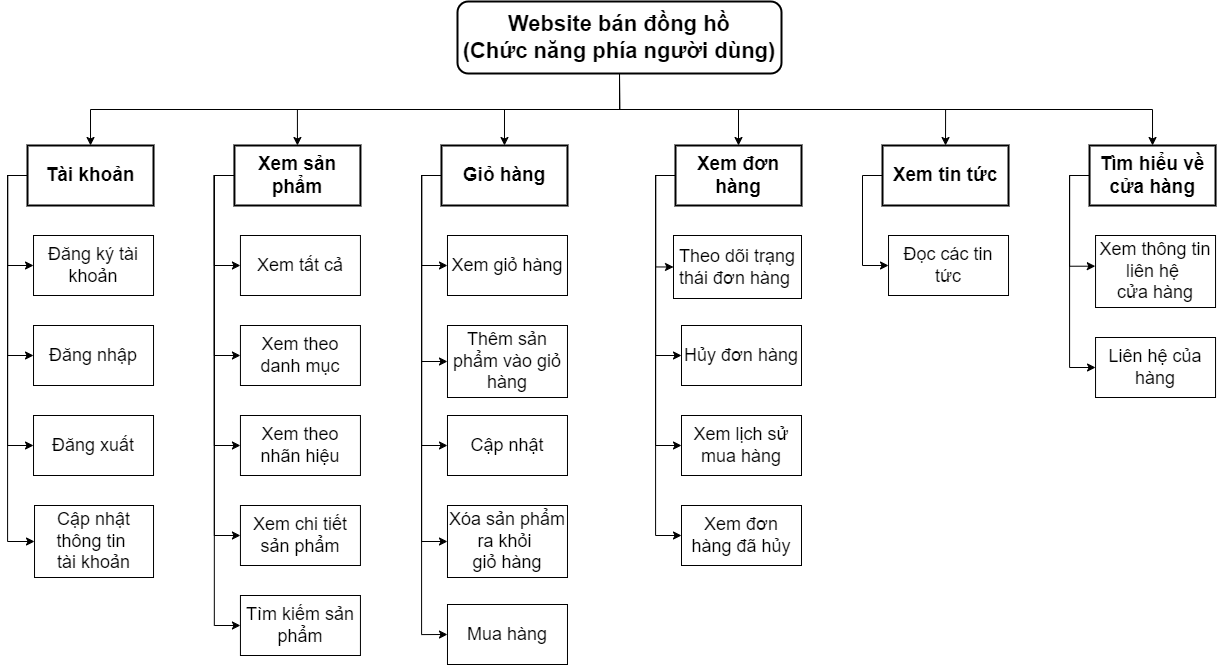 Website bán đồng hồ
(Chức năng phía người dùng)
Tài khoản
Đăng ký tài
khoản
Đăng nhập
Đăng xuất
Cập nhật
thông tin
tài khoản
Xem sản
phẩm
Xem tất cả
Xem theo
danh mục
Xem theo
nhãn hiệu
Xem chi tiết
sản phẩm
Tìm kiếm sản
phẩm
Giỏ hàng
Xem giỏ hàng
Thêm sản
phẩm vào giỏ
hàng
Cập nhật
Xóa sản phẩm
ra khỏi
giỏ hàng
Mua hàng
Xem đơn
hàng
Theo dõi trạng
thái đơn hàng
Hủy đơn hàng
Xem lịch sử
mua hàng
Xem đơn
hàng đã hủy
Xem tin tức
Đọc các tin
tức
Tìm hiểu về
cửa hàng
Xem thông tin
liên hệ
cửa hàng
Liên hệ của
hàng